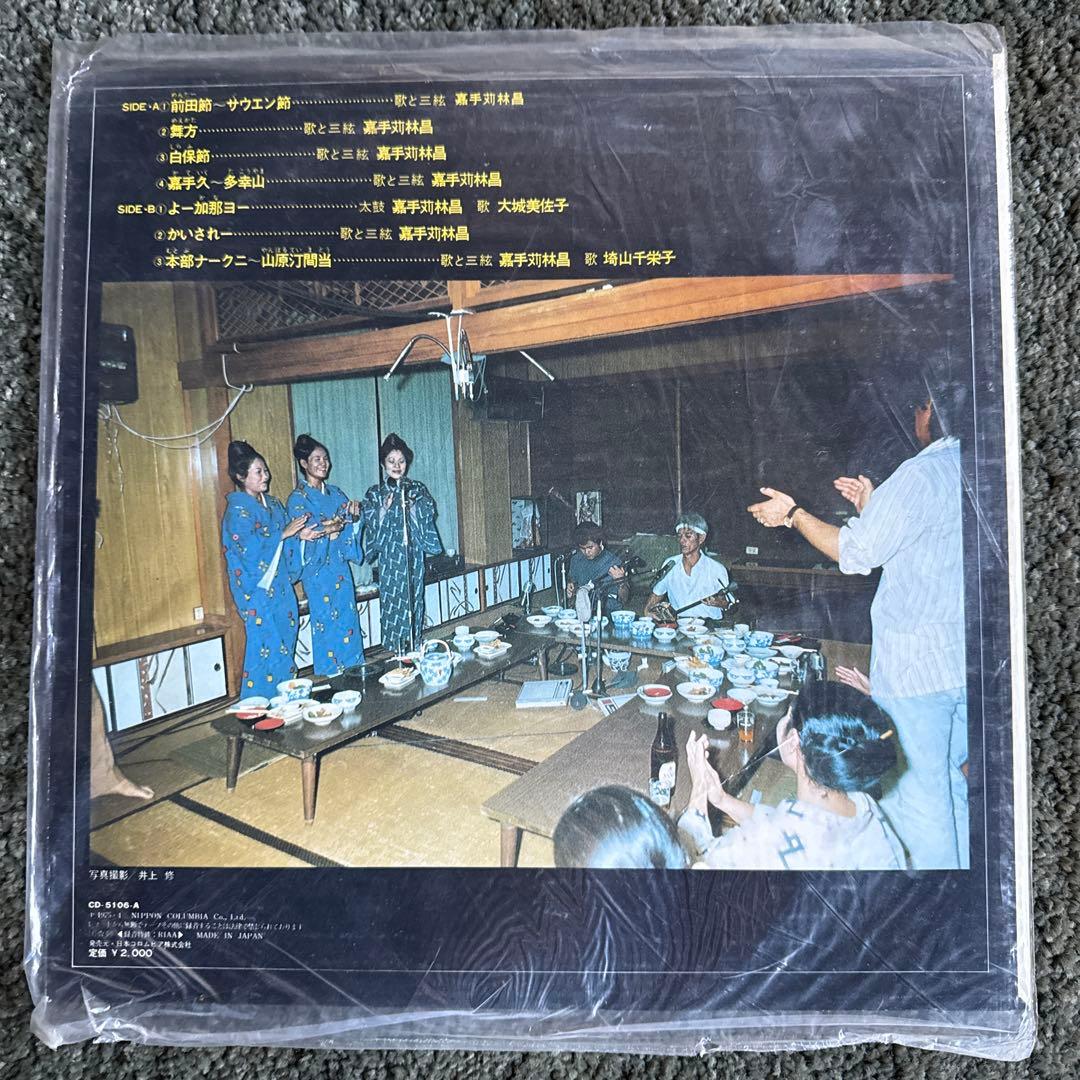 SIDE・A① 前田節〜サウエン節……………………歌と三絃 嘉手苅林昌
② 舞方……………………歌と三絃 嘉手苅林昌
③ 白保節……………………歌と三絃 嘉手苅林昌
④ 嘉手久〜多幸山……………………歌と三絃 嘉手苅林昌
SIDE・B① よー加那ヨー……………………太鼓 嘉手苅林昌 歌 大城美佐子
② かいされー……………………歌と三絃 嘉手苅林昌
③ 本部ナークニ〜山原汀間当……………………歌と三絃 嘉手苅林昌 歌 埼山千栄子
写真撮影/井上 修
CD-5106-A
NIPPON COLUMBIA Co., Ltd.
◀録音特性:RIAA▶ MADE IN JAPAN
発売元・日本コロムビア株式会社
定価 ¥2,000